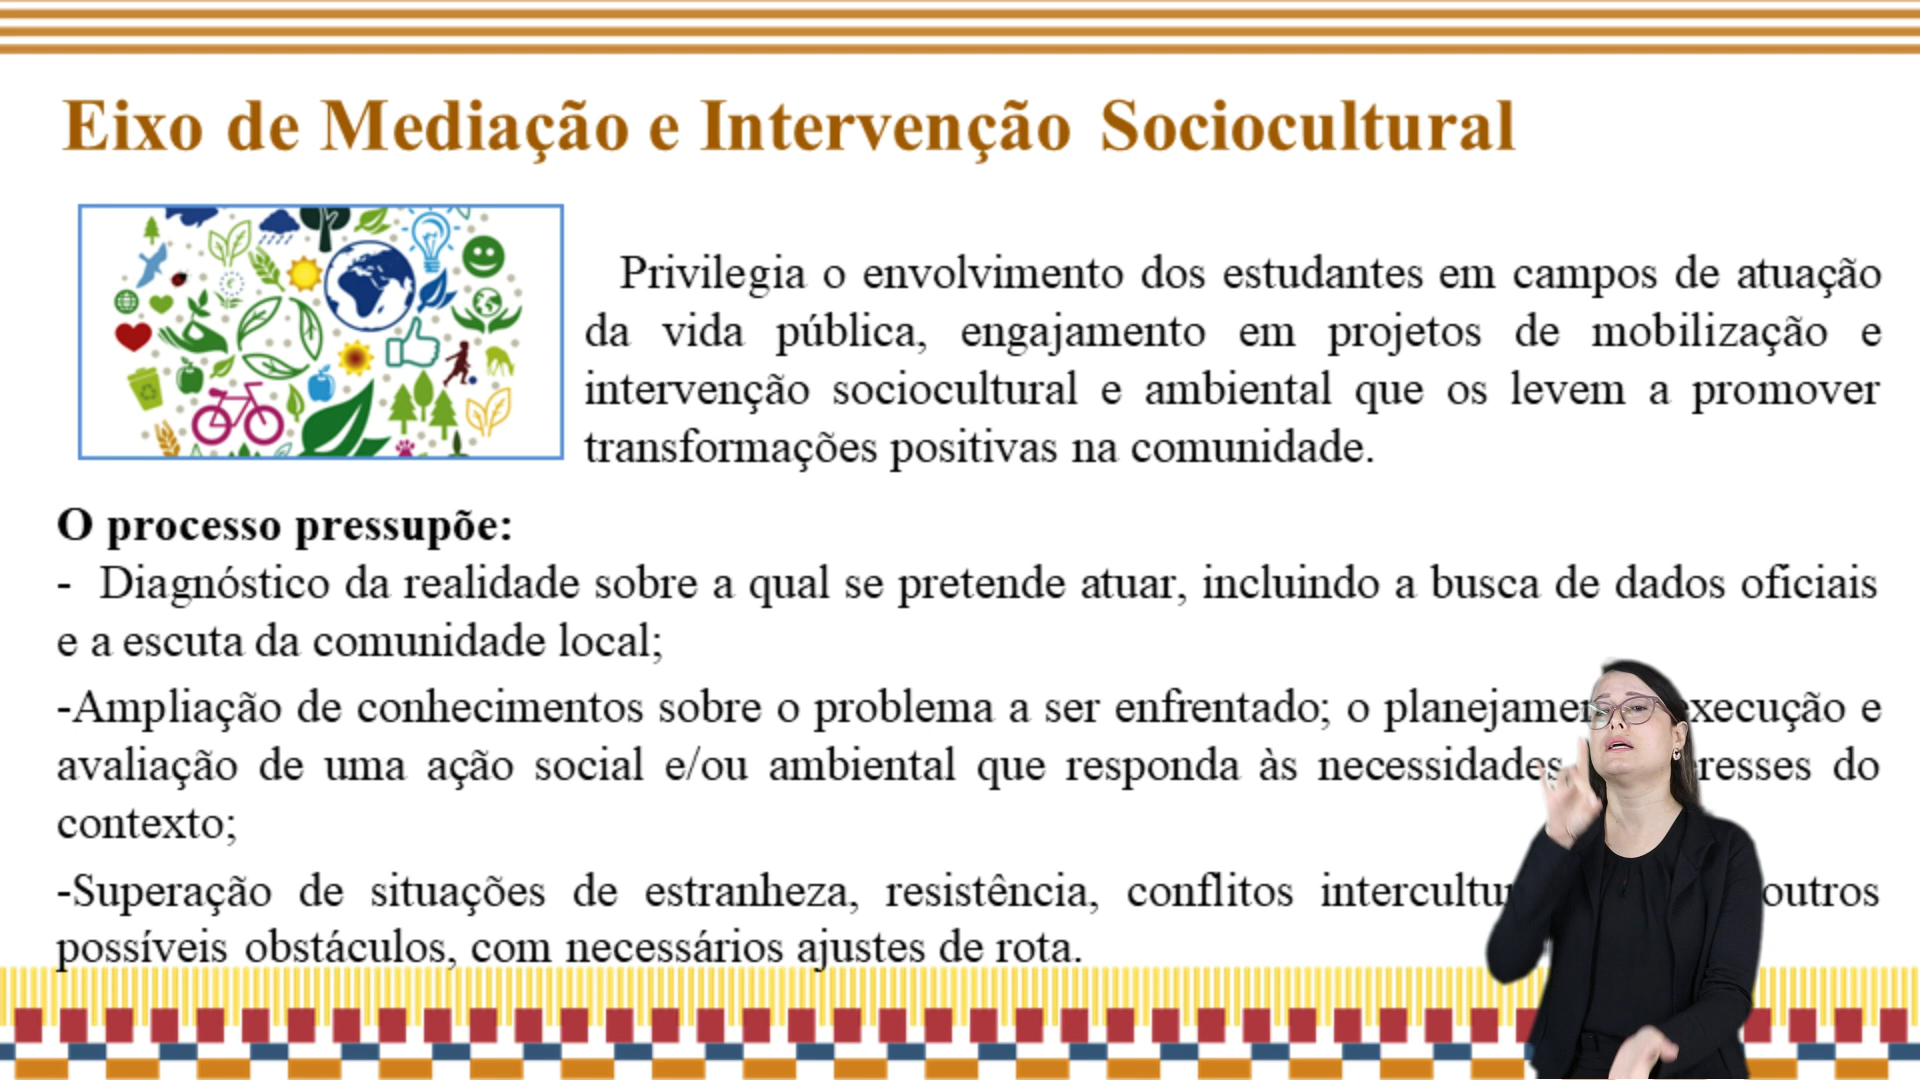 Eixo de Mediação e Intervenção Sociocultural
Privilegia o envolvimento dos estudantes em campos de atuação
da vida pública, engajamento em projetos de mobilização e
intervenção sociocultural e ambiental que os levem a promover
transformações positivas na comunidade.
O processo pressupõe:
- Diagnóstico da realidade sobre a qual se pretende atuar, incluindo a busca de dados oficiais
e a escuta da comunidade local;
-Ampliação de conhecimentos sobre o problema a ser enfrentado; o e
avaliação de uma ação social e/ou ambiental que responda às necessidades do
contexto;
-Superação de situações de estranheza, resistência, conflitos outros
possíveis obstáculos, com necessários ajustes de rota.